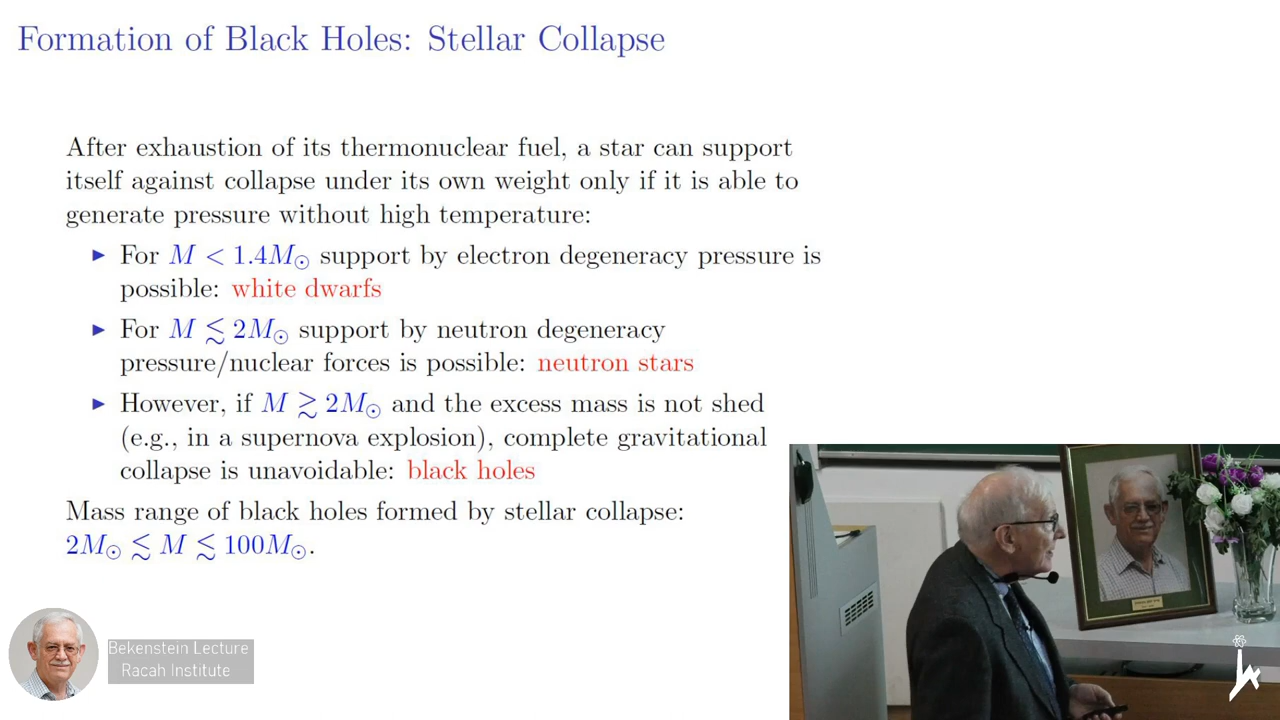 Formation of Black Holes: Stellar Collapse
After exhaustion of its thermonuclear fuel, a star can support
itself against collapse under its own weight only if it is able to
generate pressure without high temperature:
▶ For M < 1.4M☉ support by electron degeneracy pressure is
possible: white dwarfs
▶ For M ≲ 2M☉ support by neutron degeneracy
pressure/nuclear forces is possible: neutron stars
▶ However, if M ≳ 2M☉ and the excess mass is not shed
(e.g., in a supernova explosion), complete gravitational
collapse is unavoidable: black holes
Mass range of black holes formed by stellar collapse:
2M☉ ≲ M ≲ 100M☉.
Bekenstein Lecture
Racah Institute